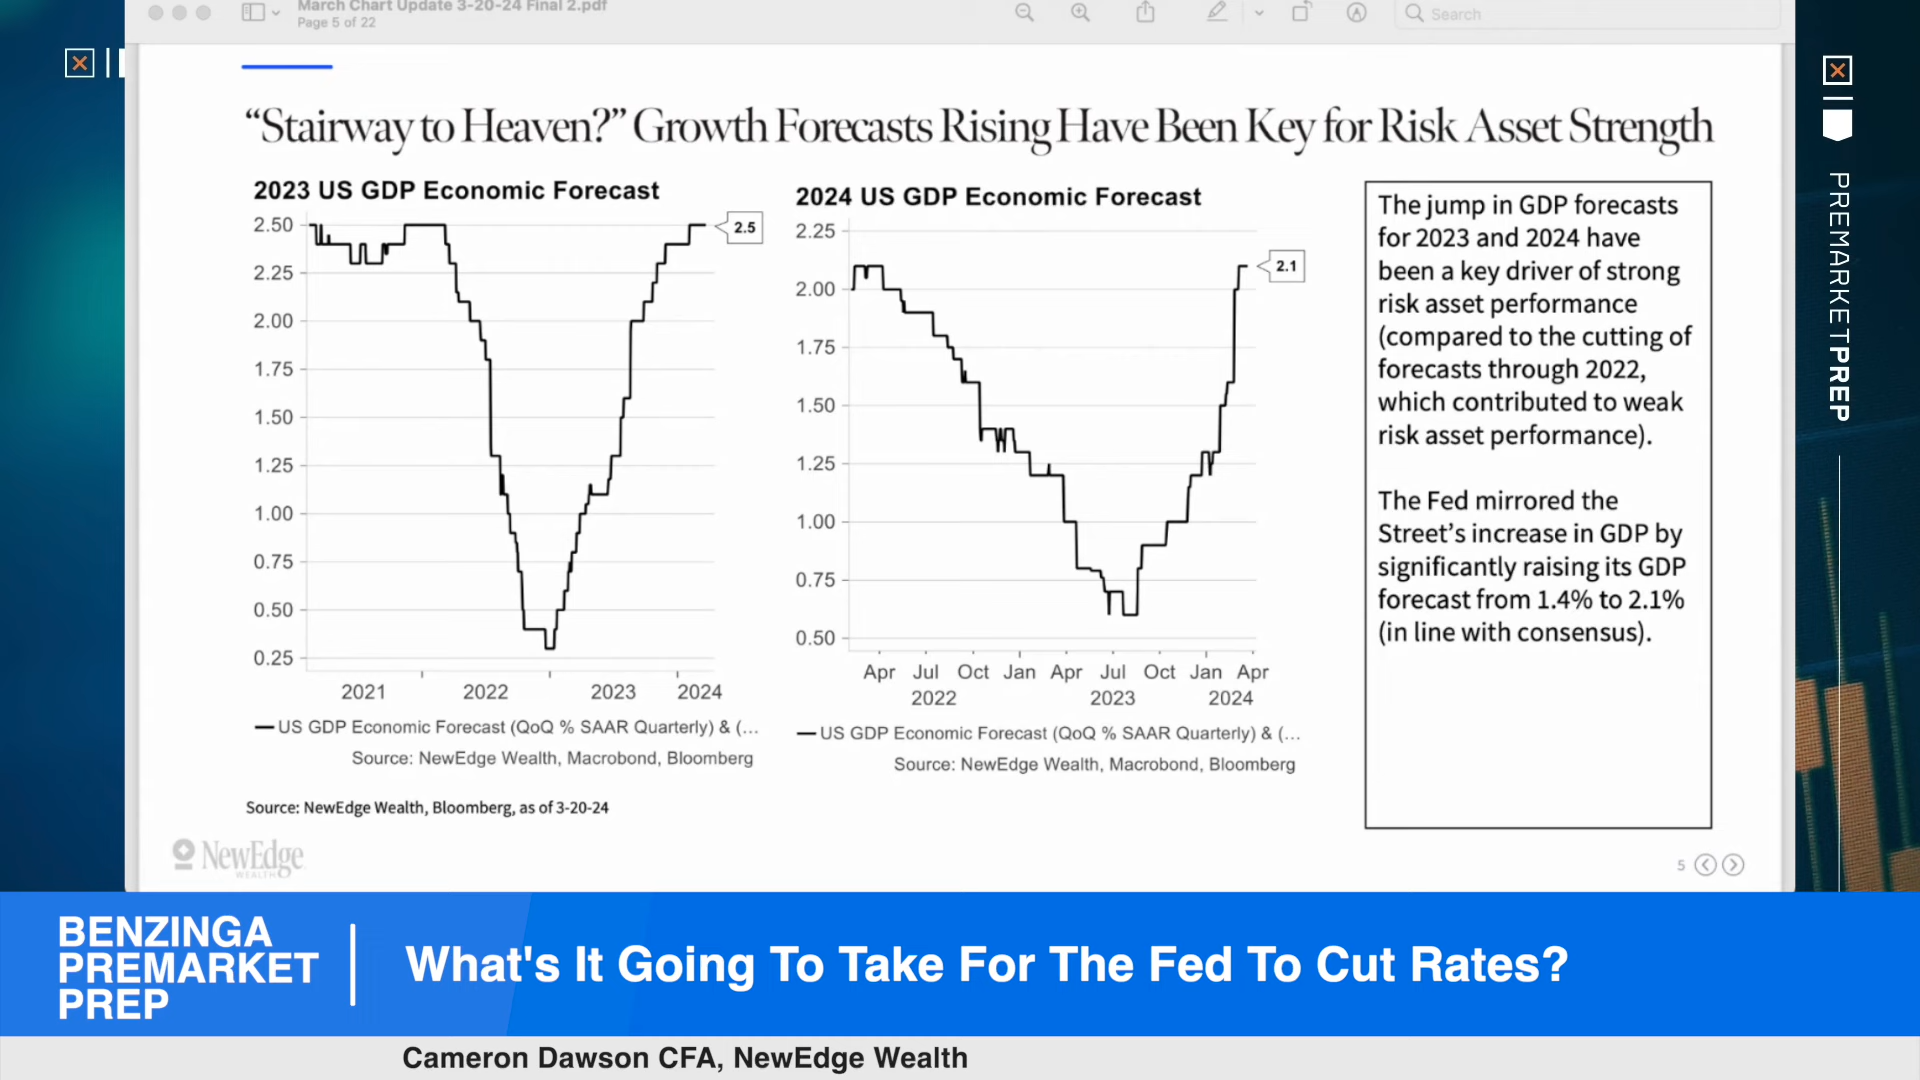 March Chart Update 3-20-24 Final 2.pdf
Page 5 of 22
Search
"Stairway to Heaven?" Growth Forecasts Rising Have Been Key for Risk Asset Strength
2023 US GDP Economic Forecast
2.50
2.25
2.00
1.75
1.50
1.25
1.00
0.75
0.50
0.25
2.5
2021 2022 2023 2024
US GDP Economic Forecast (QoQ % SAAR Quarterly) & (...
Source: NewEdge Wealth, Macrobond, Bloomberg
2024 US GDP Economic Forecast
2.25
2.00
1.75
1.50
1.25
1.00
0.75
0.50
2.1
Apr Jul Oct Jan Apr Jul Oct Jan Apr
2022 2023 2024
US GDP Economic Forecast (QoQ % SAAR Quarterly) & (...
Source: NewEdge Wealth, Macrobond, Bloomberg
The jump in GDP forecasts
for 2023 and 2024 have
been a key driver of strong
risk asset performance
(compared to the cutting of
forecasts through 2022,
which contributed to weak
risk asset performance).
The Fed mirrored the
Street's increase in GDP by
significantly raising its GDP
forecast from 1.4% to 2.1%
(in line with consensus).
Source: NewEdge Wealth, Bloomberg, as of 3-20-24
NewEdge
WEALTH
5
PREMARKETPREP
BENZINGA
PREMARKET
PREP
What's It Going To Take For The Fed To Cut Rates?
Cameron Dawson CFA, NewEdge Wealth